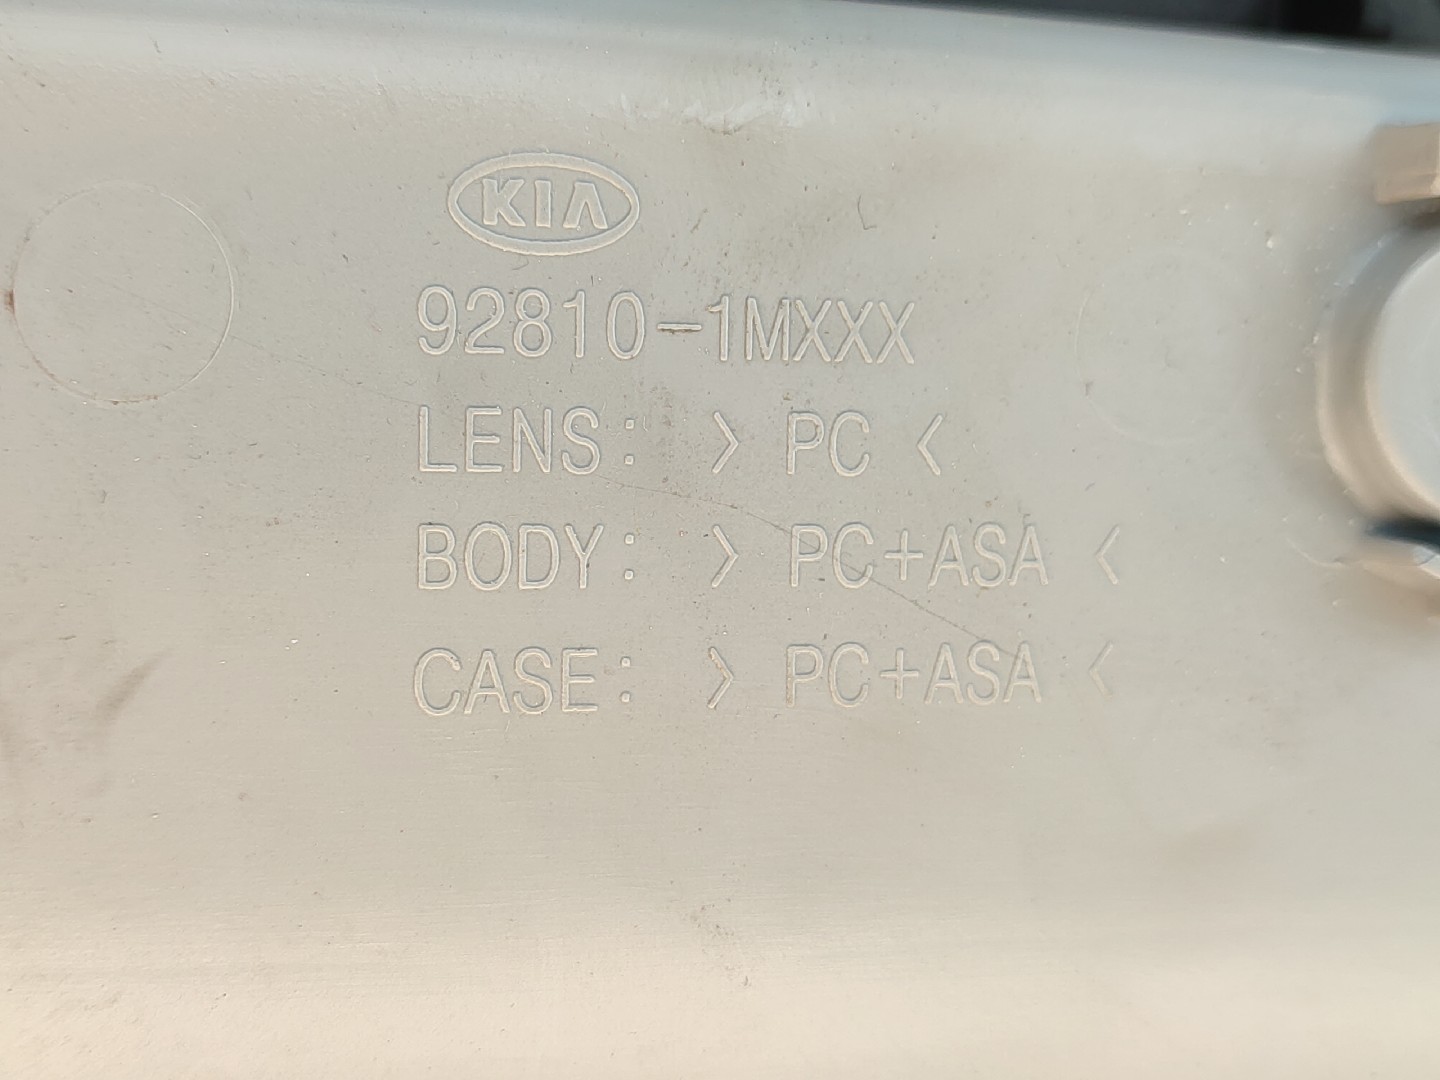 KIA
92810-1MXXX
LENS: > PC <
BODY: > PC+ASA <
CASE: > PC+ASA <